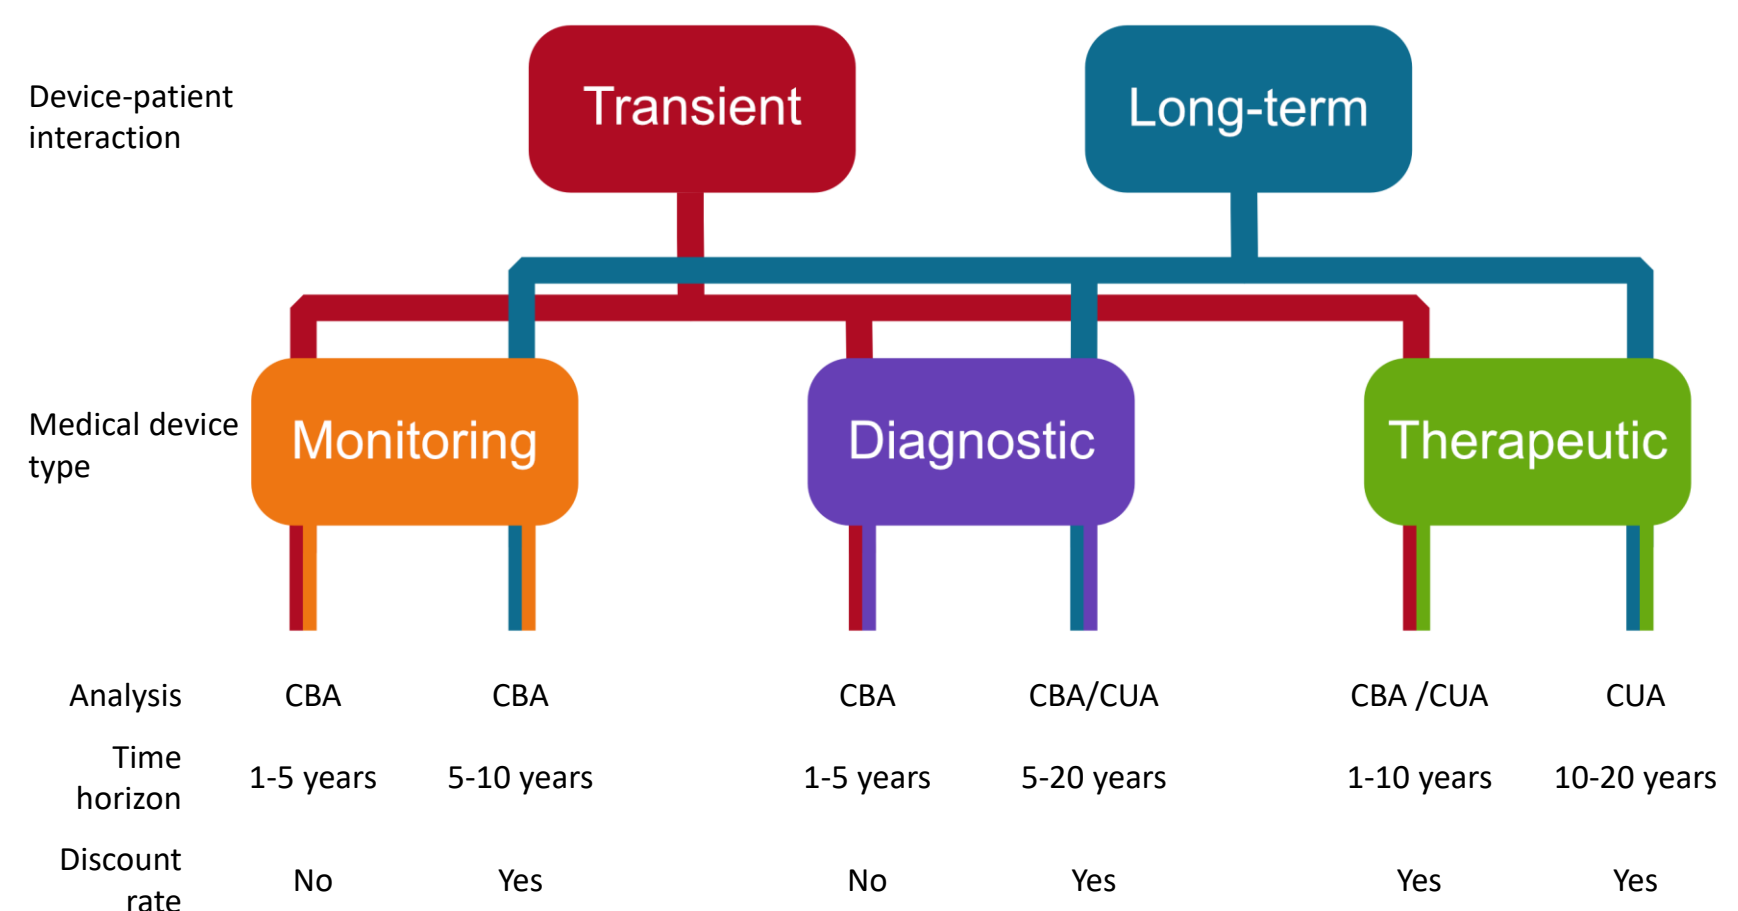 Transient
Long-term
Device-patient
interaction
Medical device
type
Monitoring
Diagnostic
Therapeutic
Analysis
CBA
CBA
CBA
CBA/CUA
CBA /CUA
CUA
Time
horizon
1-5 years
5-10 years
1-5 years
5-20 years
1-10 years
10-20 years
Discount
rate
No
Yes
No
Yes
Yes
Yes